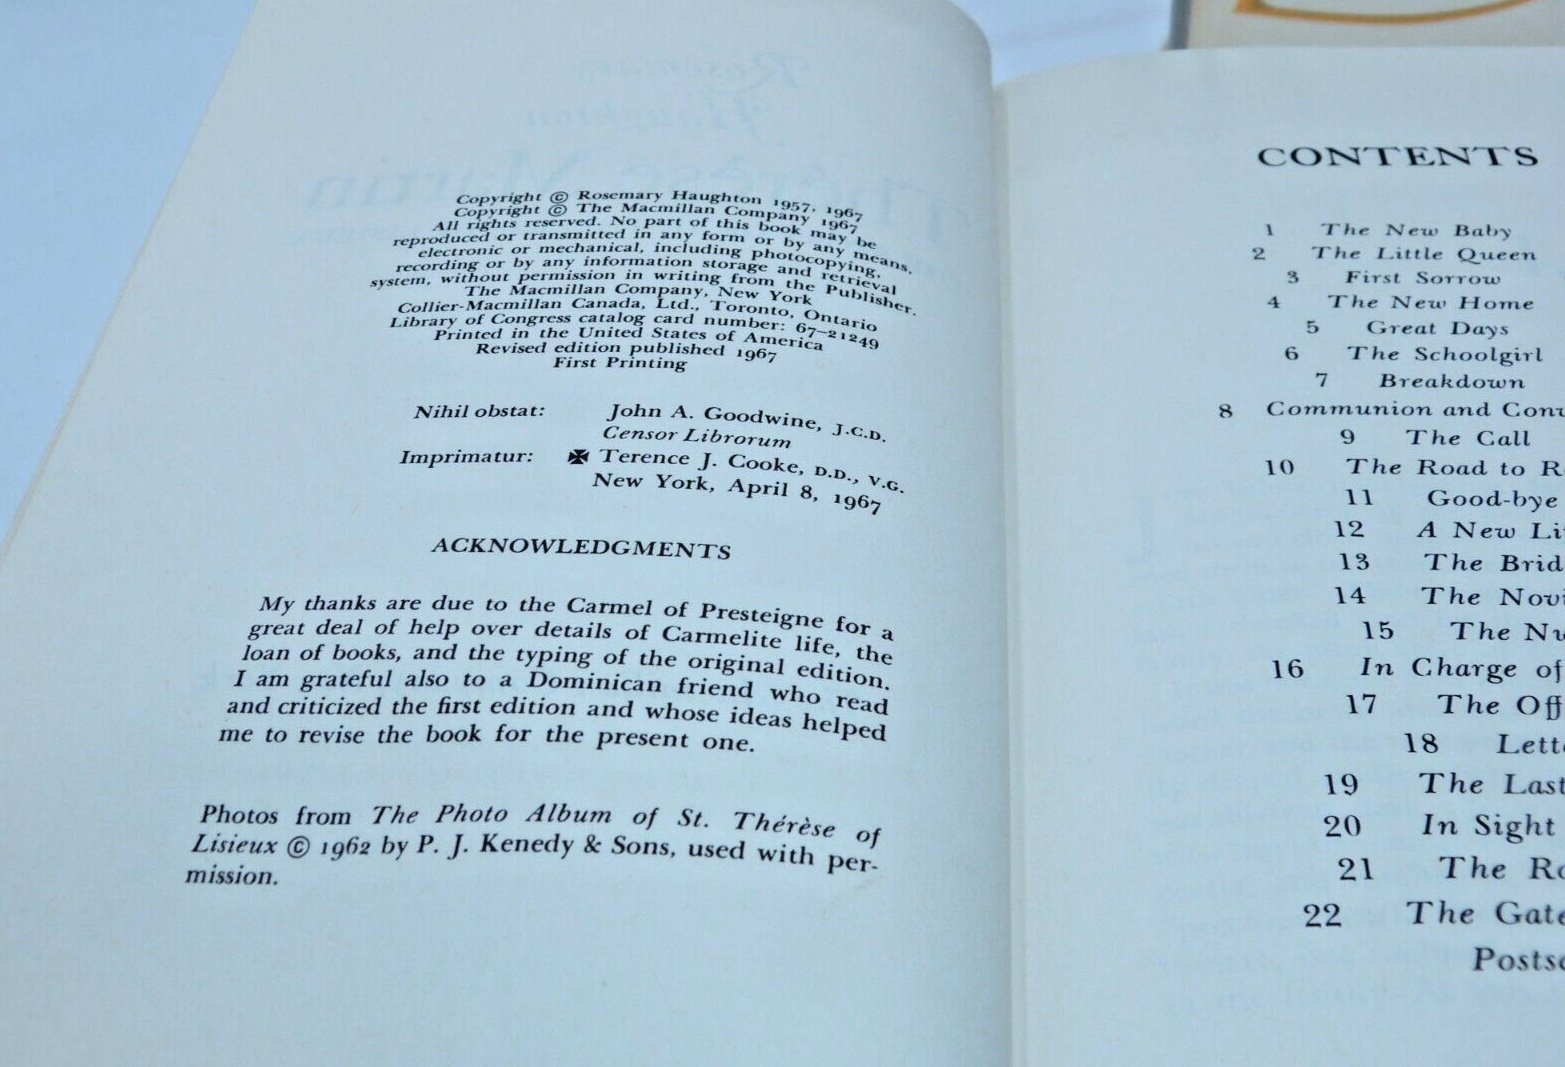 Copyright © Rosemary Haughton 1957, 1967
Copyright © The Macmillan Company 1967
All rights reserved. No part of this book may be
reproduced or transmitted in any form or by any means,
electronic or mechanical, including photocopying,
recording or by any information storage and retrieval
system, without permission in writing from the Publisher.
The Macmillan Company, New York
Collier-Macmillan Canada, Ltd., Toronto, Ontario
Library of Congress catalog card number: 67–21249
Printed in the United States of America
Revised edition published 1967
First Printing
Nihil obstat: John A. Goodwine, J.C.D.
Censor Librorum
Imprimatur: ✠ Terence J. Cooke, D.D., V.G.
New York, April 8, 1967
ACKNOWLEDGMENTS
My thanks are due to the Carmel of Presteigne for a
great deal of help over details of Carmelite life, the
loan of books, and the typing of the original edition.
I am grateful also to a Dominican friend who read
and criticized the first edition and whose ideas helped
me to revise the book for the present one.
Photos from The Photo Album of St. Thérèse of
Lisieux © 1962 by P. J. Kenedy & Sons, used with per-
mission.
CONTENTS
1 The New Baby
2 The Little Queen
3 First Sorrow
4 The New Home
5 Great Days
6 The Schoolgirl
7 Breakdown
8 Communion and
9 The Call
10 The Road to
11 Good-bye
12 A New
13 The
14 The
15 The
16 In Charge of
17 The
18
19 The Last
20 In Sight
21 The
22 The